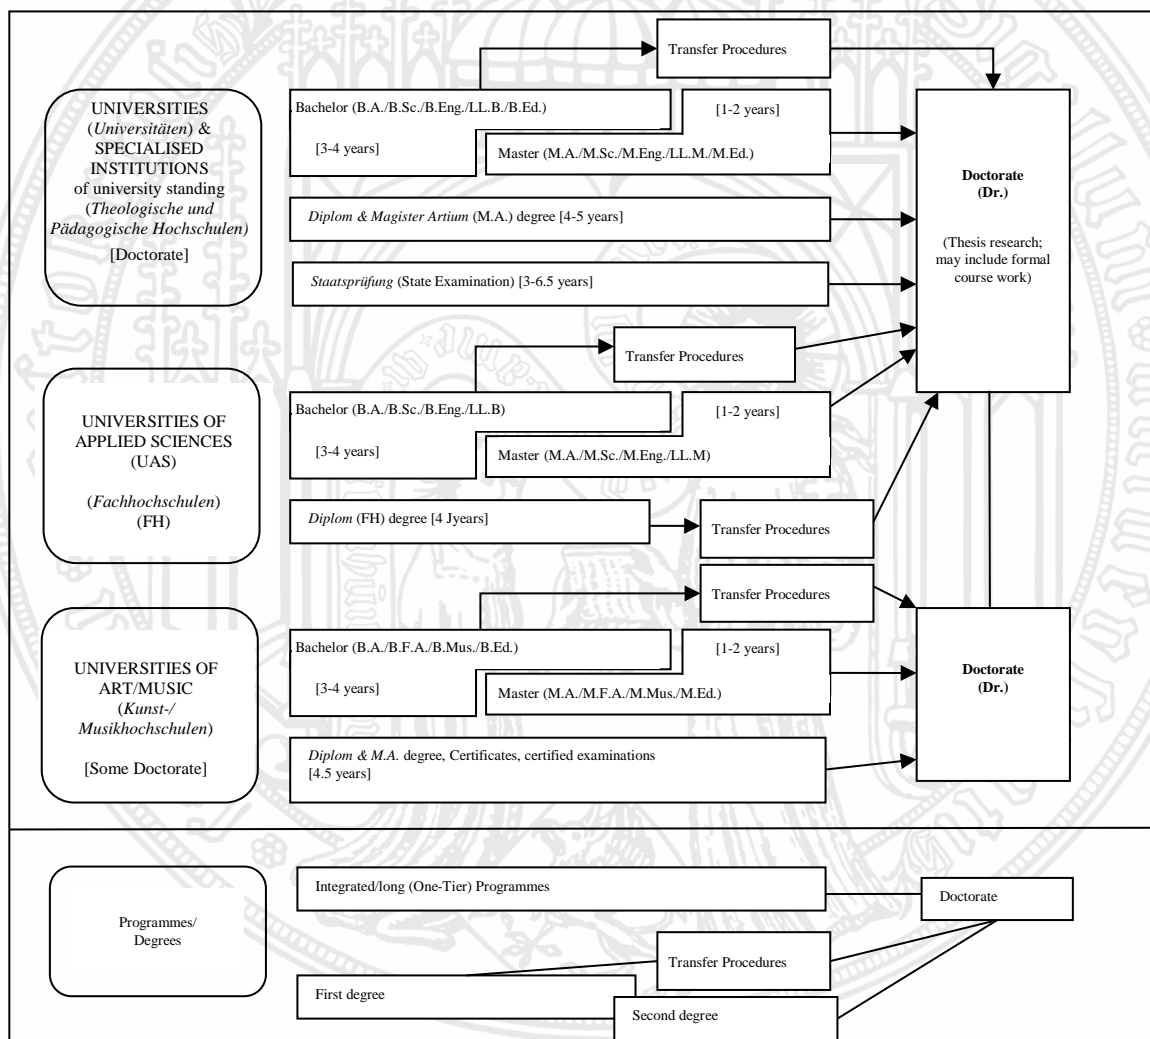 Transfer Procedures
UNIVERSITIES
(Universitäten) &
SPECIALISED
INSTITUTIONS
of university standing
(Theologische und
Pädagogische Hochschulen)
[Doctorate]
. Bachelor (B.A./B.Sc./B.Eng./LL.B./B.Ed.)
[3-4 years]
[1-2 years]
Master (M.A./M.Sc./M.Eng./LL.M./M.Ed.)
Diplom & Magister Artium (M.A.) degree [4-5 years]
Staatsprüfung (State Examination) [3-6.5 years]
Doctorate
(Dr.)
(Thesis research;
may include formal
course work)
Transfer Procedures
UNIVERSITIES OF
APPLIED SCIENCES
(UAS)
(Fachhochschulen)
(FH)
. Bachelor (B.A./B.Sc./B.Eng./LL.B)
[3-4 years]
[1-2 years]
Master (M.A./M.Sc./M.Eng./LL.M)
Diplom (FH) degree [4 Jyears]
Transfer Procedures
Transfer Procedures
UNIVERSITIES OF
ART/MUSIC
(Kunst-/
Musikhochschulen)
[Some Doctorate]
. Bachelor (B.A./B.F.A./B.Mus./B.Ed.)
[3-4 years]
[1-2 years]
Master (M.A./M.F.A./M.Mus./M.Ed.)
Diplom & M.A. degree, Certificates, certified examinations
[4.5 years]
Doctorate
(Dr.)
Programmes/
Degrees
Integrated/long (One-Tier) Programmes
Doctorate
Transfer Procedures
First degree
Second degree